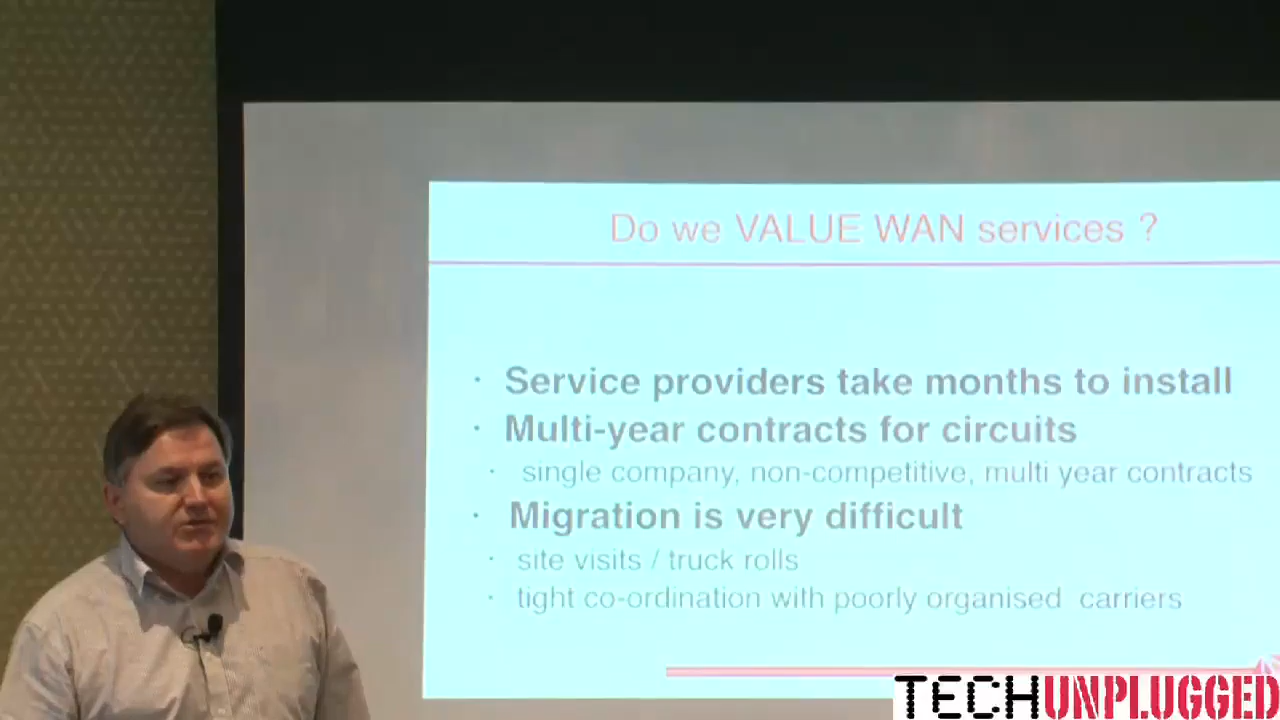 Do we VALUE WAN services ?
· Service providers take months to install
· Multi-year contracts for circuits
· single company, non-competitive, multi year contracts
· Migration is very difficult
· site visits / truck rolls
· tight co-ordination with poorly organised carriers
TECHUNPLUGGED